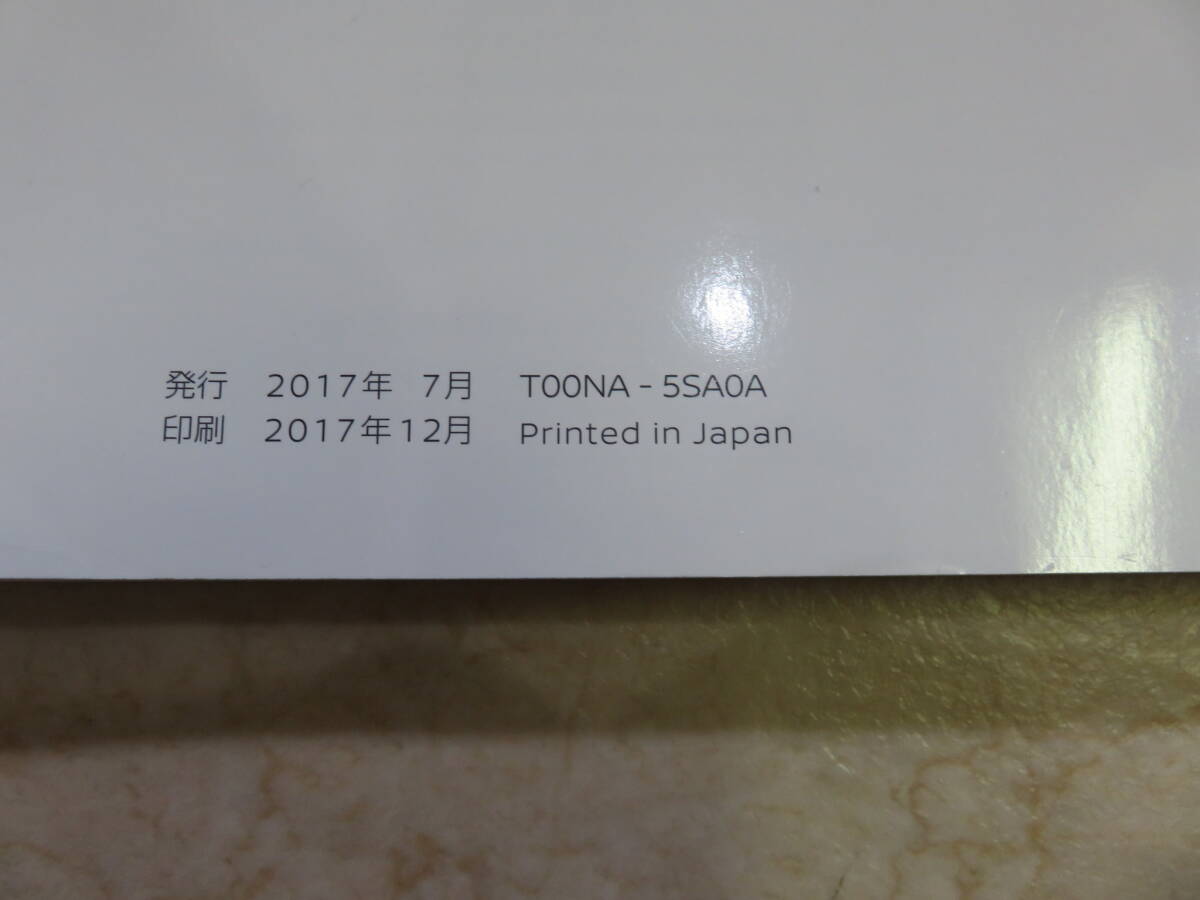 発行 2017年 7月 T00NA - 5SA0A
印刷 2017年12月 Printed in Japan